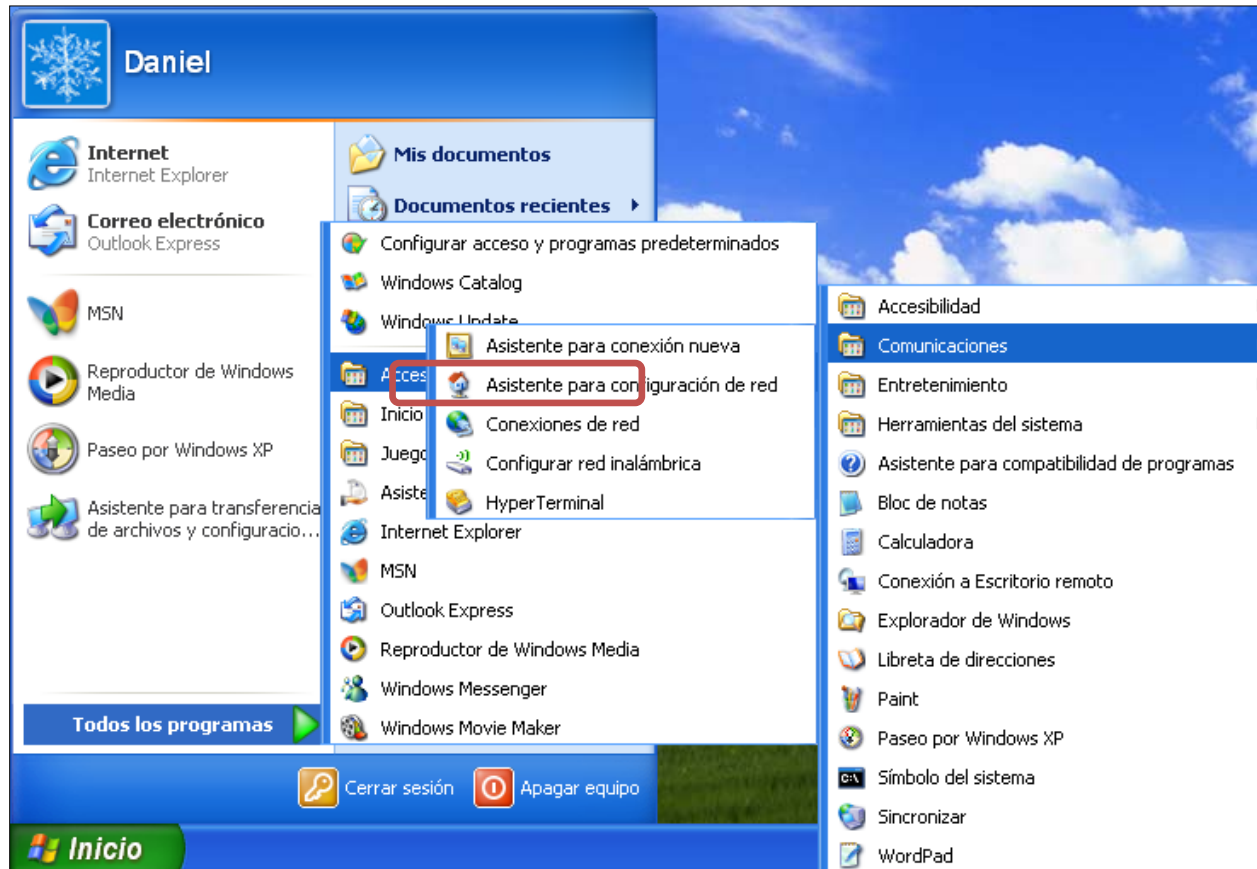 Daniel
Internet
Internet Explorer
Correo electrónico
Outlook Express
MSN
Reproductor de Windows
Media
Paseo por Windows XP
Asistente para transferencia
de archivos y configuracio...
Todos los programas
Mis documentos
Documentos recientes
Configurar acceso y programas predeterminados
Windows Catalog
Windows Update
Acces
Inicio
Juego
Asiste
Internet Explorer
MSN
Outlook Express
Reproductor de Windows Media
Windows Messenger
Windows Movie Maker
Asistente para conexión nueva
Asistente para configuración de red
Conexiones de red
Configurar red inalámbrica
HyperTerminal
Accesibilidad
Comunicaciones
Entretenimiento
Herramientas del sistema
Asistente para compatibilidad de programas
Bloc de notas
Calculadora
Conexión a Escritorio remoto
Explorador de Windows
Libreta de direcciones
Paint
Paseo por Windows XP
Símbolo del sistema
Sincronizar
WordPad
Cerrar sesión
Apagar equipo
Inicio